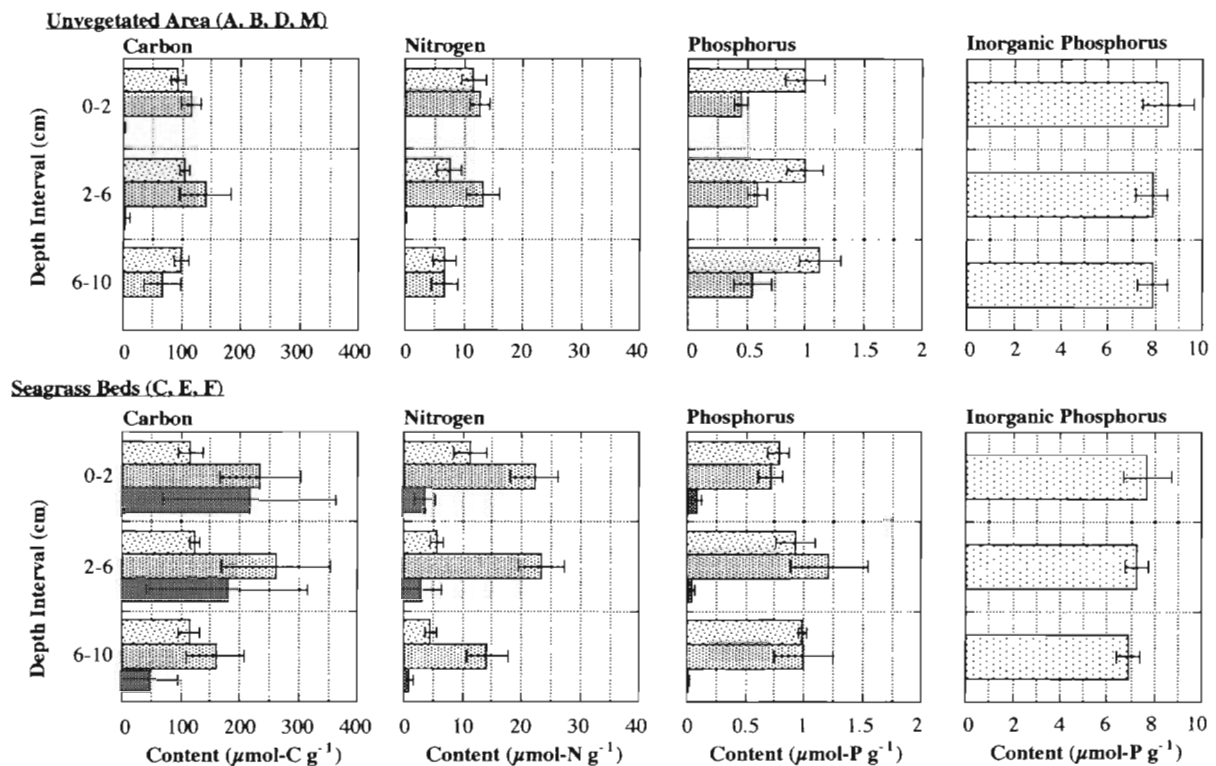 Unvegetated Area (A, B, D, M)
Carbon Nitrogen Phosphorus Inorganic Phosphorus
Depth Interval (cm)
0-2
2-6
6-10
0 100 200 300 400
0 10 20 30 40
0 0.5 1 1.5 2
0 2 4 6 8 10
Seagrass Beds (C, E, F)
Carbon Nitrogen Phosphorus Inorganic Phosphorus
Depth Interval (cm)
0-2
2-6
6-10
0 100 200 300 400
0 10 20 30 40
0 0.5 1 1.5 2
0 2 4 6 8 10
Content (µmol-C g⁻¹) Content (µmol-N g⁻¹) Content (µmol-P g⁻¹) Content (µmol-P g⁻¹)